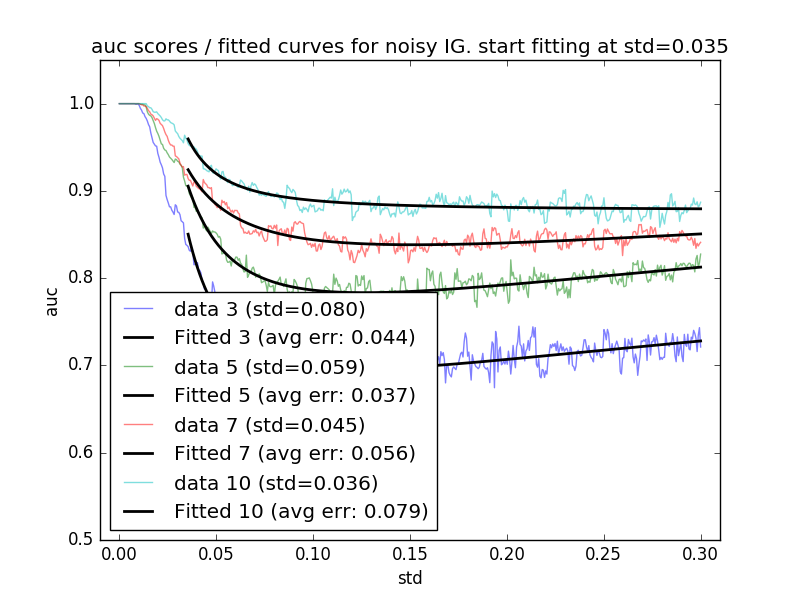 auc scores / fitted curves for noisy IG. start fitting at std=0.035
1.0
0.9
0.8
0.7
0.6
0.5
auc
data 3 (std=0.080)
Fitted 3 (avg err: 0.044)
data 5 (std=0.059)
Fitted 5 (avg err: 0.037)
data 7 (std=0.045)
Fitted 7 (avg err: 0.056)
data 10 (std=0.036)
Fitted 10 (avg err: 0.079)
0.00 0.05 0.10 0.15 0.20 0.25 0.30
std